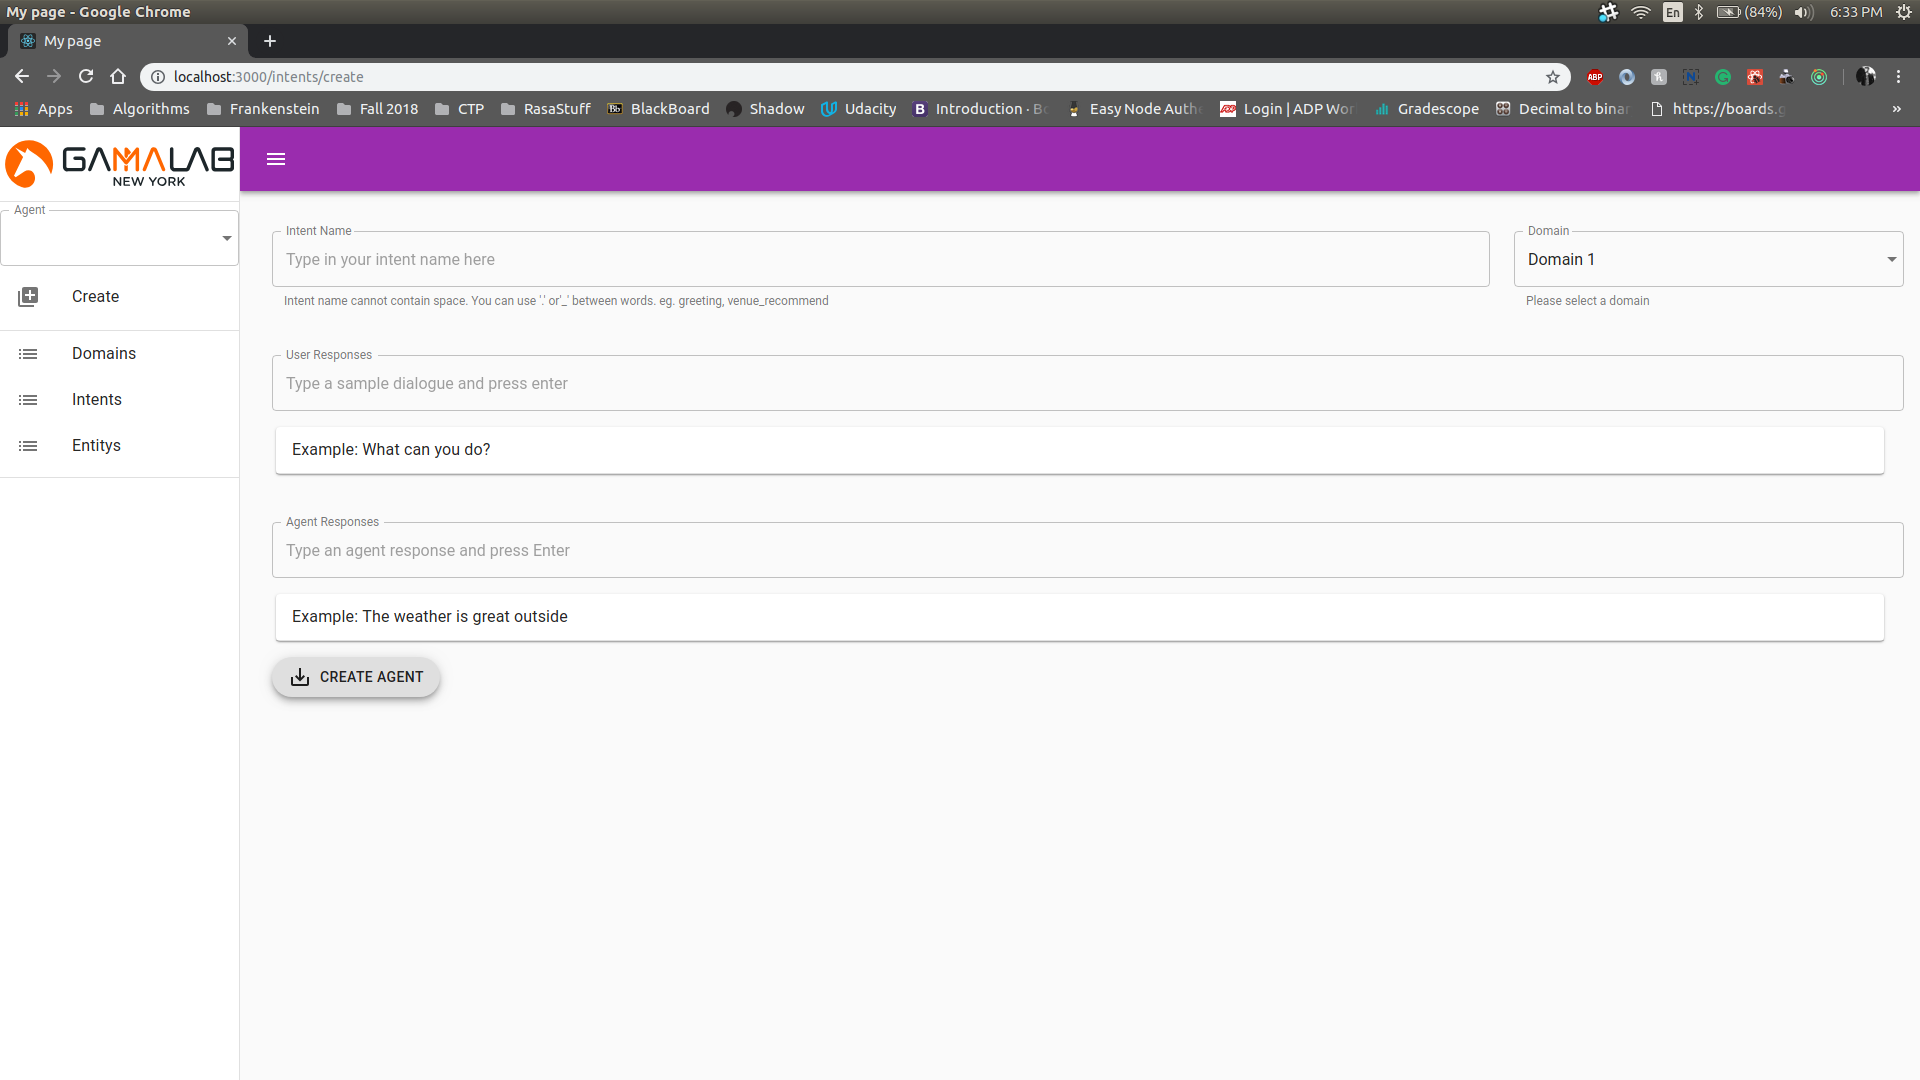 My page - Google Chrome
En
(84%)
6:33 PM
My page
localhost:3000/intents/create
ABP
Apps
Algorithms
Frankenstein
Fall 2018
CTP
RasaStuff
Bb
BlackBoard
Shadow
Udacity
B
Introduction · Bo
Easy Node Auth
Login | ADP Wor
Gradescope
Decimal to binar
https://boards.g
»
GAMALAB
NEW YORK
Agent
Create
Domains
Intents
Entitys
Intent Name
Type in your intent name here
Intent name cannot contain space. You can use '.' or'_' between words. eg. greeting, venue_recommend
Domain
Domain 1
Please select a domain
User Responses
Type a sample dialogue and press enter
Example: What can you do?
Agent Responses
Type an agent response and press Enter
Example: The weather is great outside
CREATE AGENT